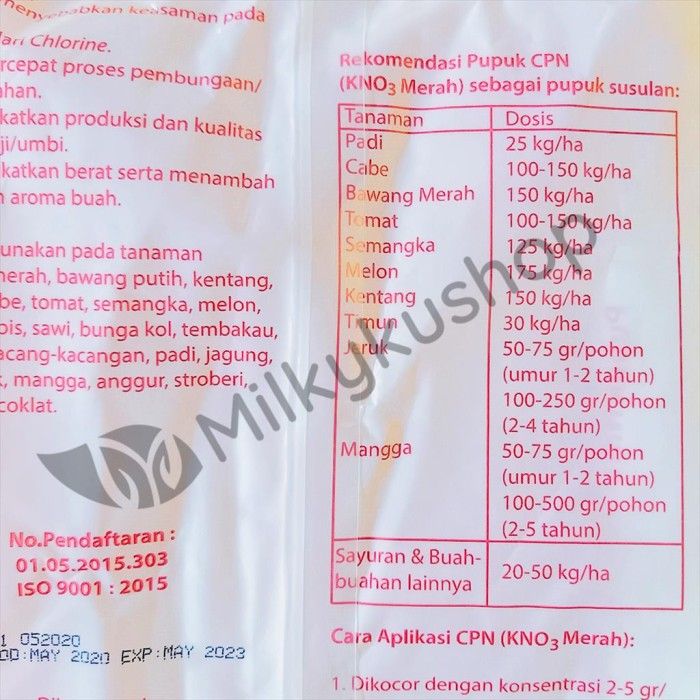 menyebabkan keasaman pada
dari Chlorine.
rcepat proses pembungaan/
ahan.
katkan produksi dan kualitas
ji/umbi.
katkan berat serta menambah
n aroma buah.
unakan pada tanaman
nerah, bawang putih, kentang,
be, tomat, semangka, melon,
ois, sawi, bunga kol, tembakau,
acang-kacangan, padi, jagung,
k, mangga, anggur, stroberi,
coklat.
No.Pendaftaran :
01.05.2015.303
ISO 9001 : 2015
1 052020
OD:MAY 2020 EXP:MAY 2023
Rekomendasi Pupuk CPN
(KNO3 Merah) sebagai pupuk susulan:
Tanaman Dosis
Padi 25 kg/ha
Cabe 100-150 kg/ha
Bawang Merah 150 kg/ha
Tomat 100-150 kg/ha
Semangka 125 kg/ha
Melon 175 kg/ha
Kentang 150 kg/ha
Timun 30 kg/ha
Jeruk 50-75 gr/pohon
(umur 1-2 tahun)
100-250 gr/pohon
(2-4 tahun)
Mangga 50-75 gr/pohon
(umur 1-2 tahun)
100-500 gr/pohon
(2-5 tahun)
Sayuran & Buah-
buahan lainnya 20-50 kg/ha
Cara Aplikasi CPN (KNO3 Merah):
1. Dikocor dengan konsentrasi 2-5 gr/
Milkykushop